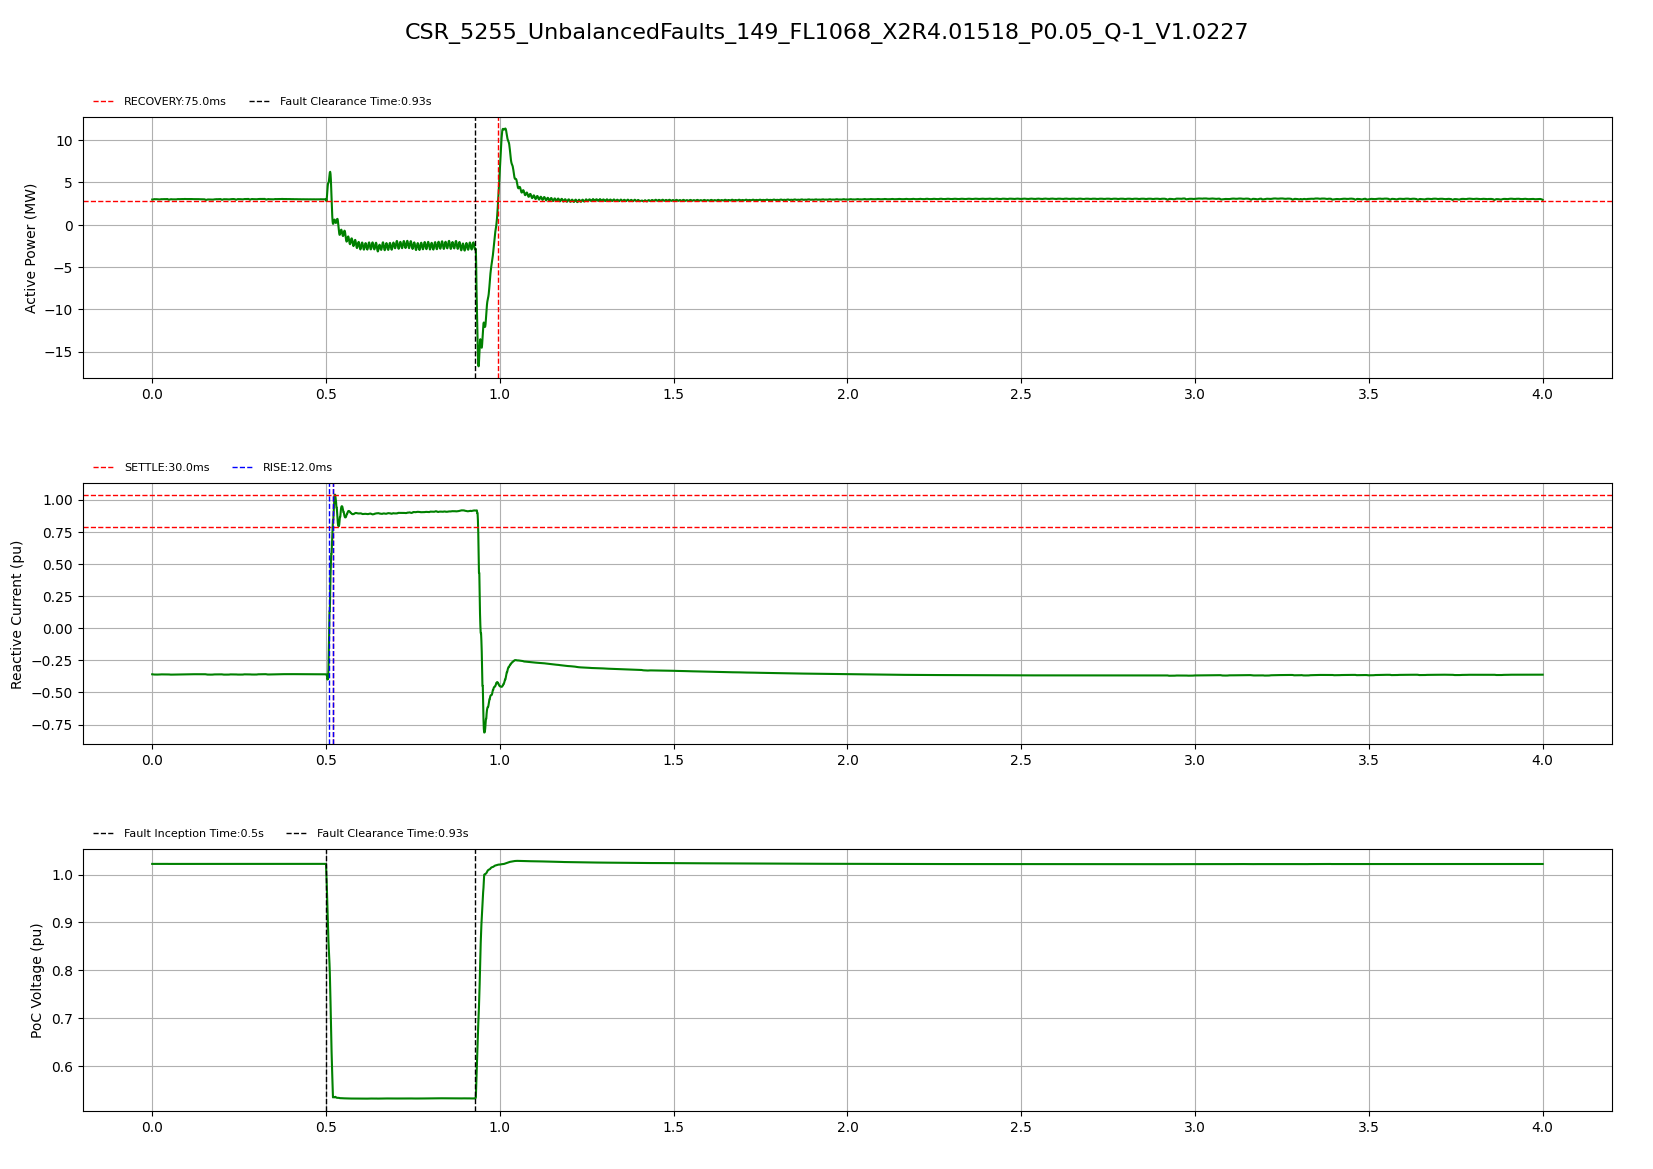 CSR_5255_UnbalancedFaults_149_FL1068_X2R4.01518_P0.05_Q-1_V1.0227
RECOVERY:75.0ms Fault Clearance Time:0.93s
Active Power (MW)
10
5
0
−5
−10
−15
0.0 0.5 1.0 1.5 2.0 2.5 3.0 3.5 4.0
SETTLE:30.0ms RISE:12.0ms
Reactive Current (pu)
1.00
0.75
0.50
0.25
0.00
−0.25
−0.50
−0.75
0.0 0.5 1.0 1.5 2.0 2.5 3.0 3.5 4.0
Fault Inception Time:0.5s Fault Clearance Time:0.93s
PoC Voltage (pu)
1.0
0.9
0.8
0.7
0.6
0.0 0.5 1.0 1.5 2.0 2.5 3.0 3.5 4.0